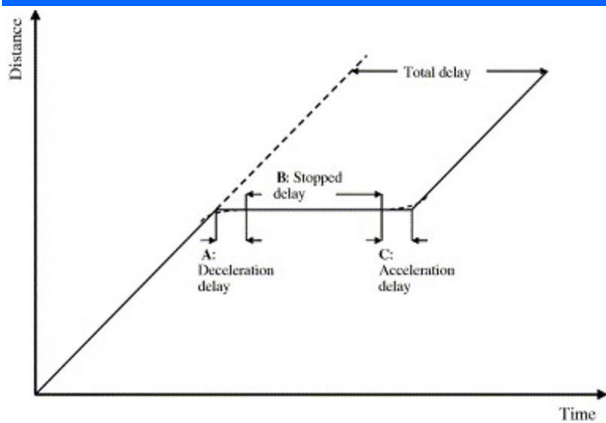 Distance
Total delay
B: Stopped
delay
A:
Deceleration
delay
C:
Acceleration
delay
Time